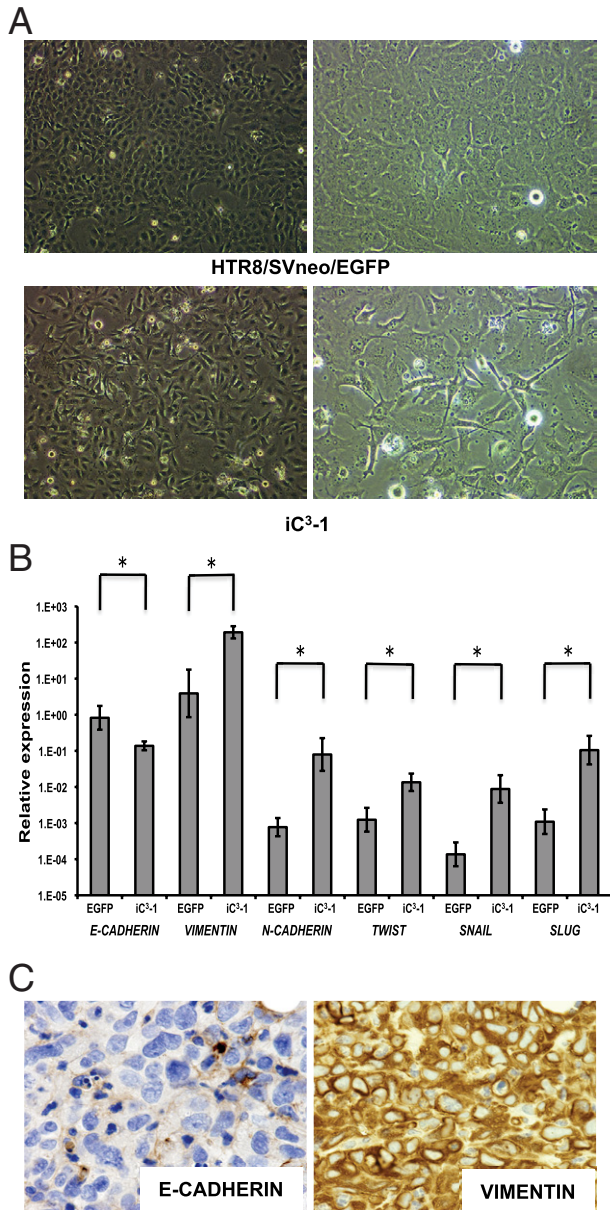 A
HTR8/SVneo/EGFP
iC³-1
B
Relative expression
1.E+03
1.E+02
1.E+01
1.E+00
1.E-01
1.E-02
1.E-03
1.E-04
1.E-05
* * * * * *
EGFP iC³-1 EGFP iC³-1 EGFP iC³-1 EGFP iC³-1 EGFP iC³-1 EGFP iC³-1
E-CADHERIN VIMENTIN N-CADHERIN TWIST SNAIL SLUG
C
E-CADHERIN VIMENTIN